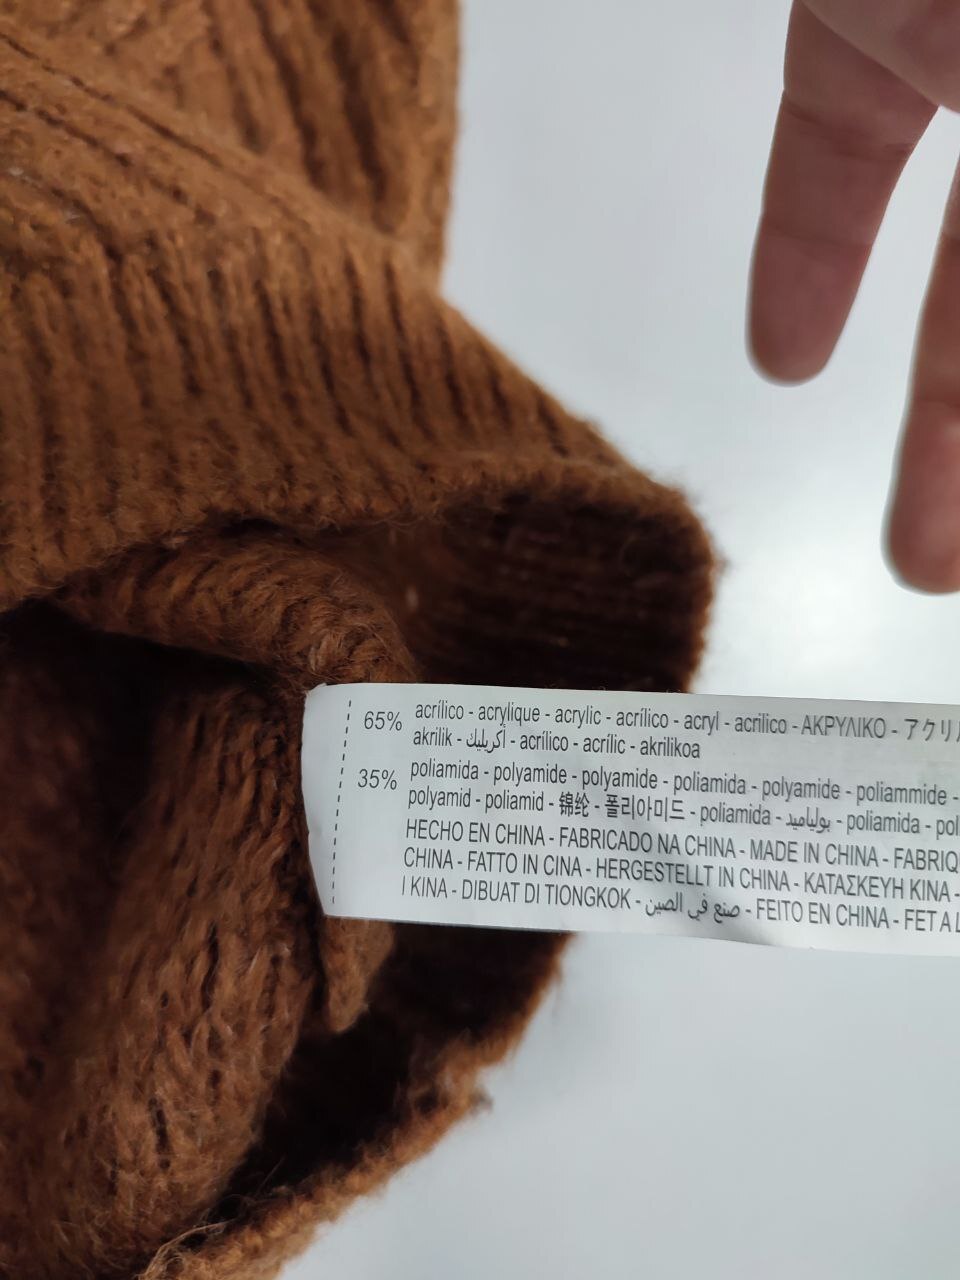 65% acrílico - acrylique - acrylic - acrílico - acryl - acrilico - ΑΚΡΥΛΙΚΟ - アクリ
akrilik - أكريليك - acrílico - acrílic - akrilikoa
35% poliamida - polyamide - polyamide - poliamida - polyamide - poliammide -
polyamid - poliamid - 锦纶 - 폴리아미드 - poliamida - بولياميد - poliamida - pol
HECHO EN CHINA - FABRICADO NA CHINA - MADE IN CHINA - FABRIQ
CHINA - FATTO IN CINA - HERGESTELLT IN CHINA - ΚΑΤΑΣΚΕΥΗ ΚΙΝΑ -
I KINA - DIBUAT DI TIONGKOK - صنع في الصين - FEITO EN CHINA - FET A L